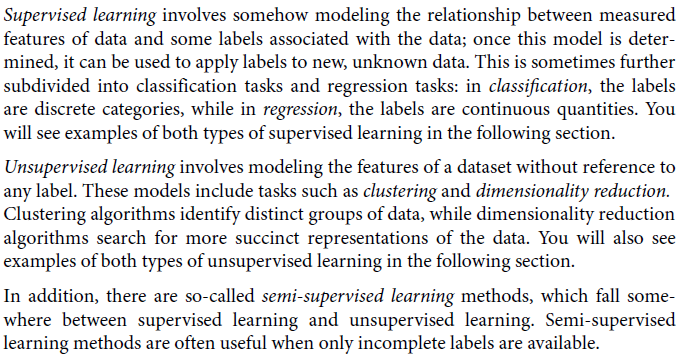 Supervised learning involves somehow modeling the relationship between measured
features of data and some labels associated with the data; once this model is deter-
mined, it can be used to apply labels to new, unknown data. This is sometimes further
subdivided into classification tasks and regression tasks: in classification, the labels
are discrete categories, while in regression, the labels are continuous quantities. You
will see examples of both types of supervised learning in the following section.
Unsupervised learning involves modeling the features of a dataset without reference to
any label. These models include tasks such as clustering and dimensionality reduction.
Clustering algorithms identify distinct groups of data, while dimensionality reduction
algorithms search for more succinct representations of the data. You will also see
examples of both types of unsupervised learning in the following section.
In addition, there are so-called semi-supervised learning methods, which fall some-
where between supervised learning and unsupervised learning. Semi-supervised
learning methods are often useful when only incomplete labels are available.